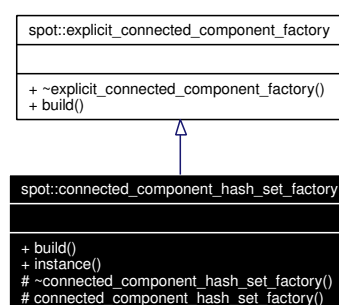 spot::explicit_connected_component_factory
+ ~explicit_connected_component_factory()
+ build()
spot::connected_component_hash_set_factory
+ build()
+ instance()
# ~connected_component_hash_set_factory()
# connected_component_hash_set_factory()